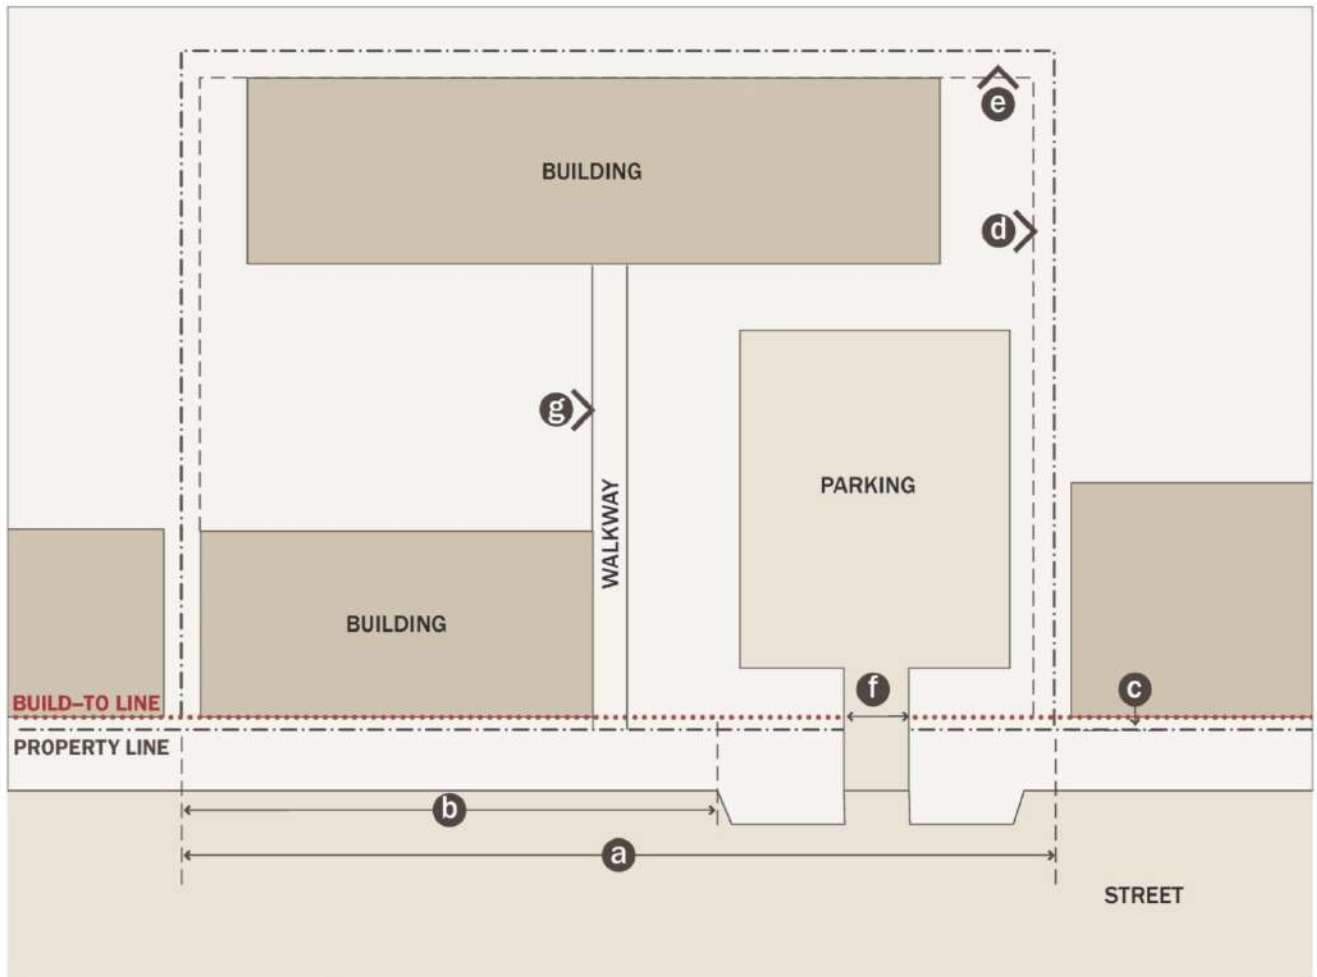 e
BUILDING
d
g
PARKING
WALKWAY
BUILDING
f
c
BUILD–TO LINE
PROPERTY LINE
b
a
STREET